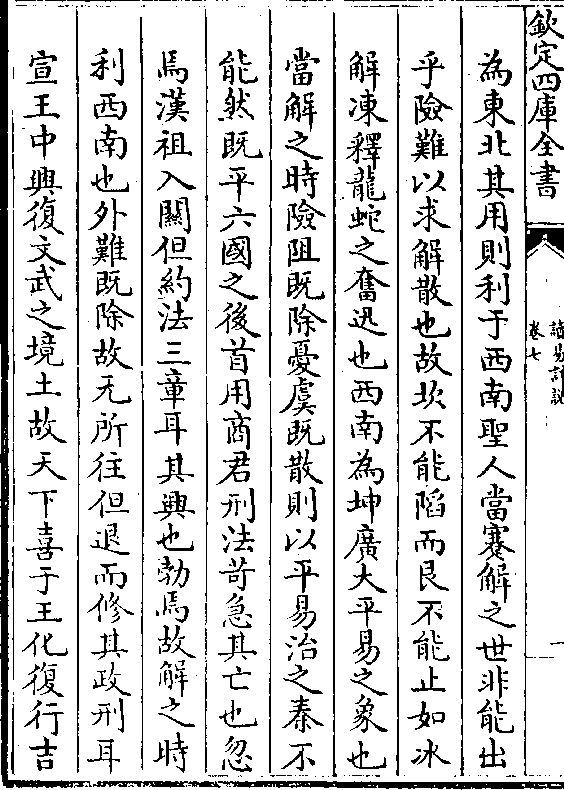 欽定四庫全書
讀易詳說
卷七
為東北其用則利于西南聖人當蹇解之世非能出
乎險難以求解散也故坎不能䧟而艮不能止如冰
解凍釋龍蛇之奮迅也西南為坤廣大平易之象也
當解之時險阻既除憂虞既散則以平易治之秦不
能然既平六國之後首用商君刑法苛急其亡也忽
焉漢祖入關但約法三章耳其興也勃焉故解之時
利西南也外難既除故无所往但退而修其政刑耳
宣王中興復文武之境土故天下喜于王化復行吉